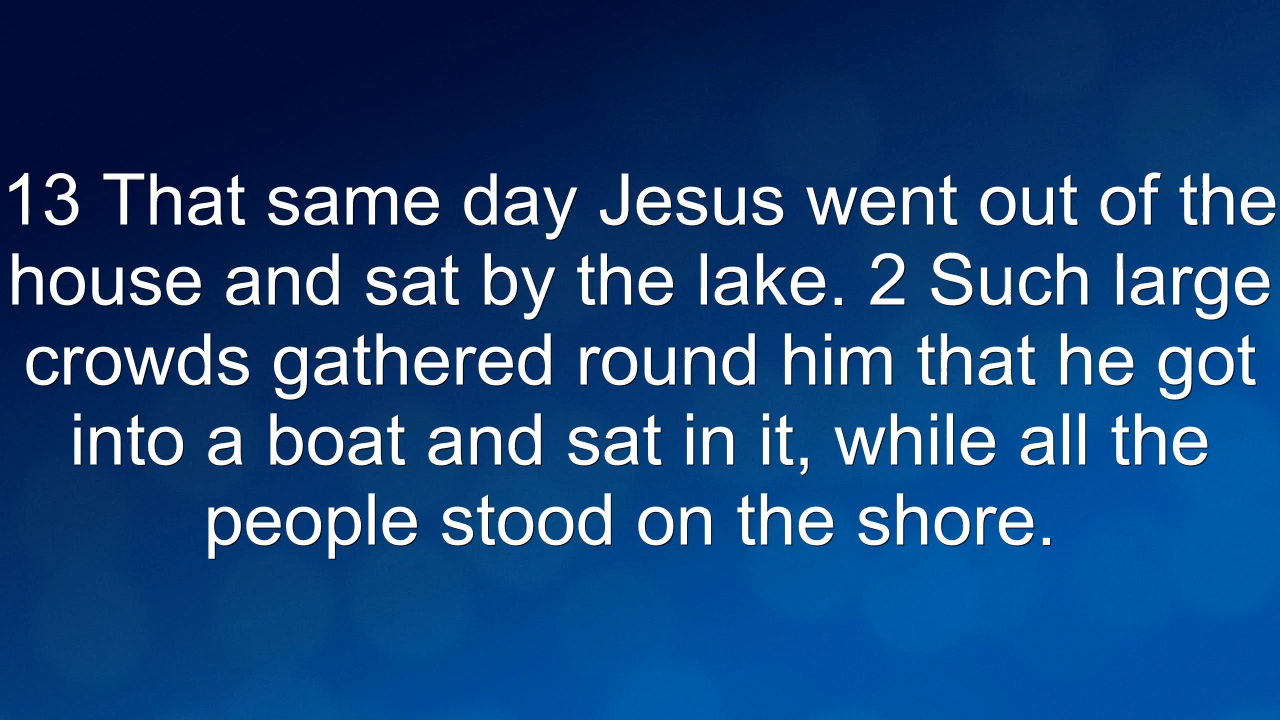 13 That same day Jesus went out of the
house and sat by the lake. 2 Such large
crowds gathered round him that he got
into a boat and sat in it, while all the
people stood on the shore.